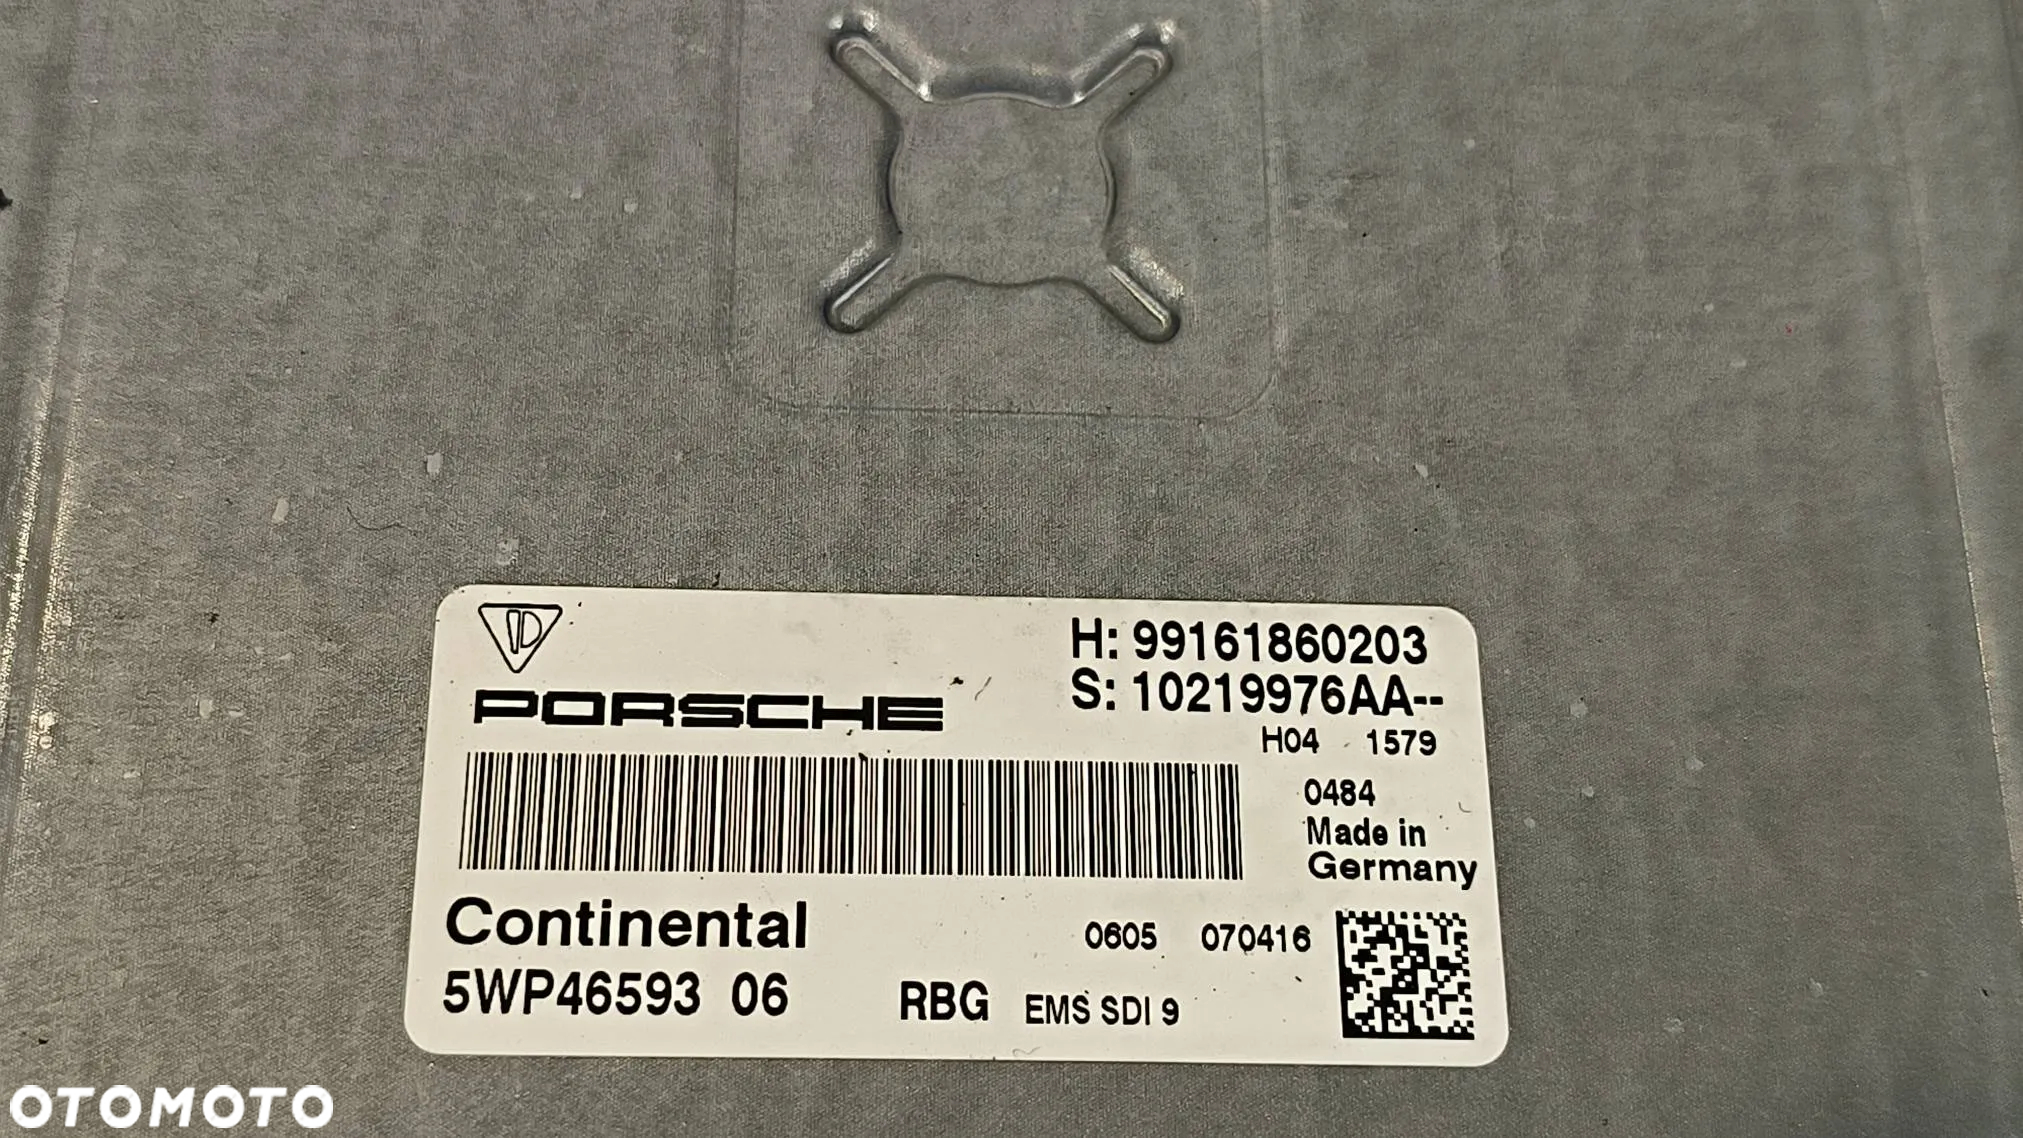 PORSCHE
H: 99161860203
S: 10219976AA--
H04 1579
0484
Made in
Germany
Continental
0605 070416
5WP46593 06 RBG EMS SDI 9
OTOMOTO